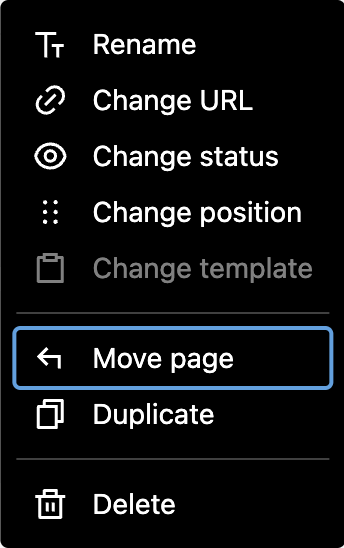 Rename
Change URL
Change status
Change position
Change template
Move page
Duplicate
Delete